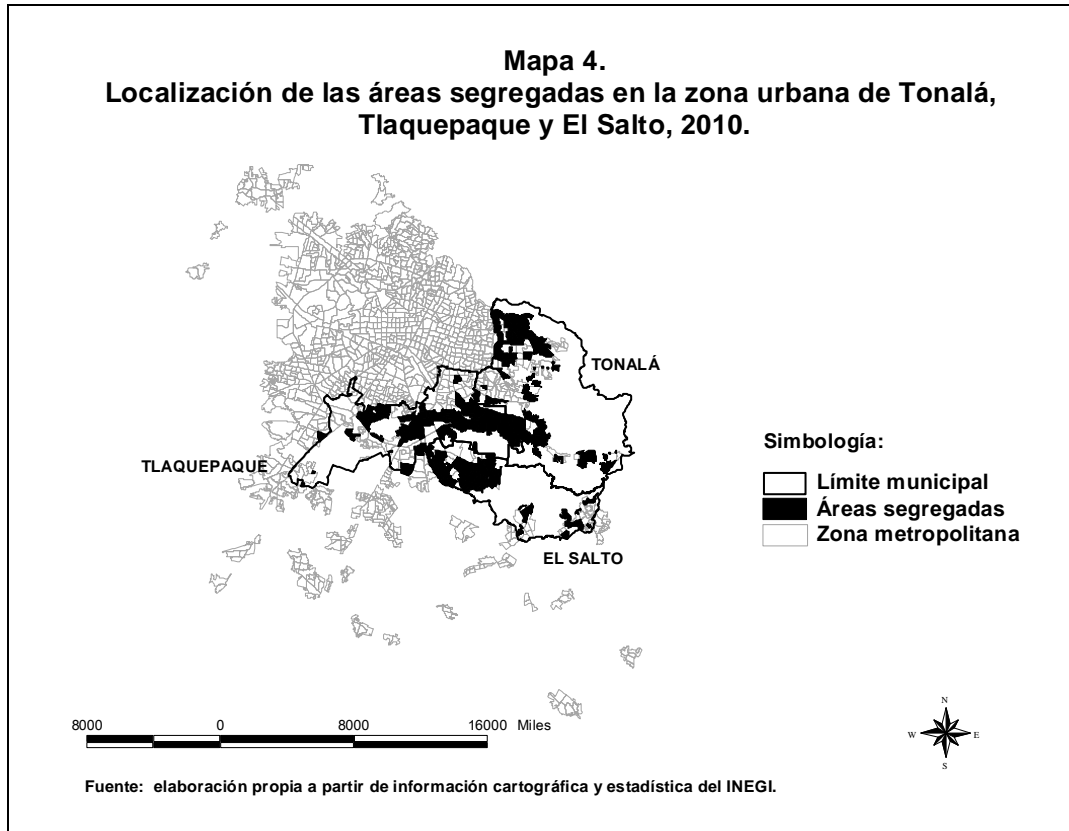 Mapa 4.
Localización de las áreas segregadas en la zona urbana de Tonalá,
Tlaquepaque y El Salto, 2010.
TONALÁ
TLAQUEPAQUE
EL SALTO
Simbología:
Límite municipal
Áreas segregadas
Zona metropolitana
8000 0 8000 16000 Miles
N
W E
S
Fuente: elaboración propia a partir de información cartográfica y estadística del INEGI.